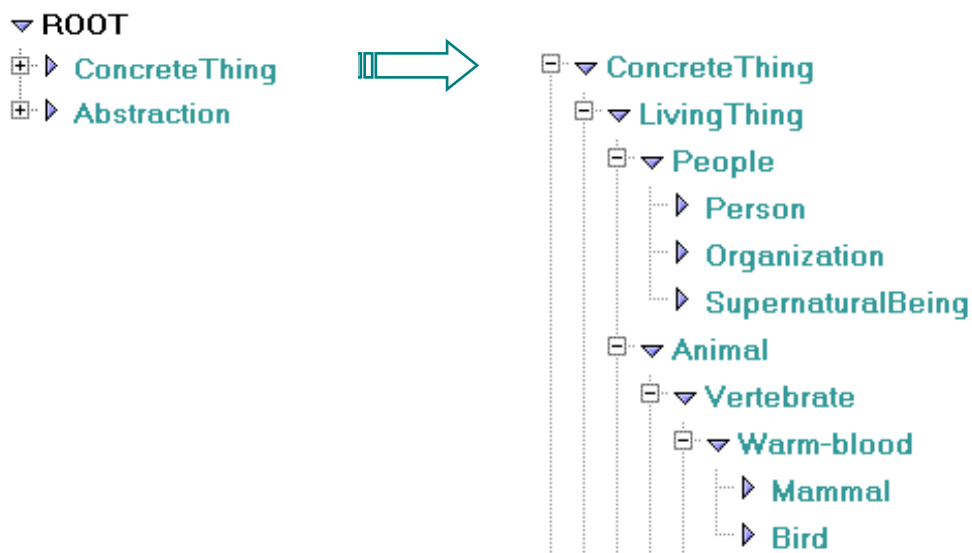 ROOT
ConcreteThing
Abstraction
ConcreteThing
LivingThing
People
Person
Organization
SupernaturalBeing
Animal
Vertebrate
Warm-blood
Mammal
Bird